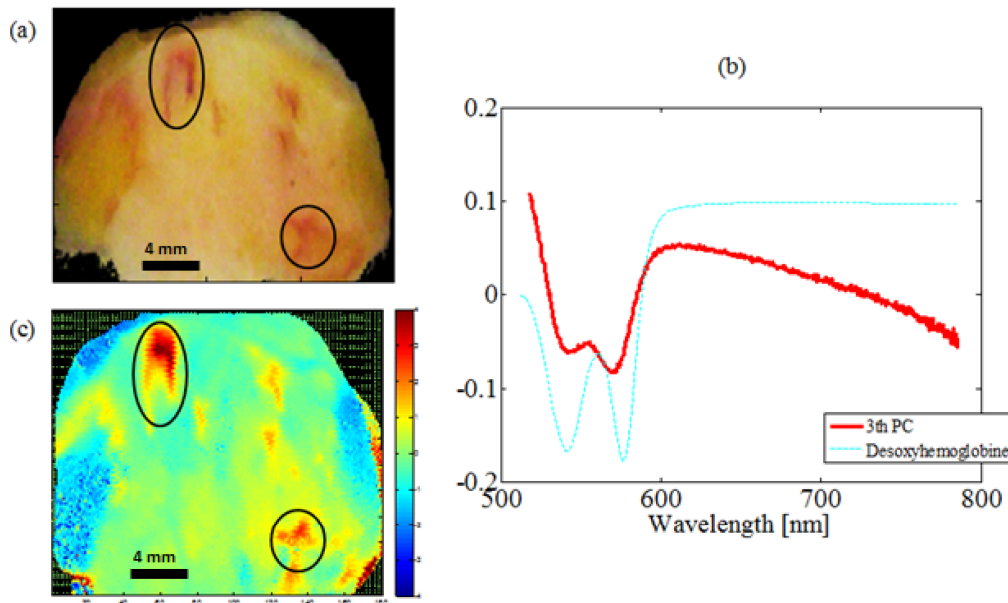 (a)
4 mm
(b)
0.2
0.1
0
-0.1
-0.2
500
600
700
800
Wavelength [nm]
3th PC
Desoxyhemoglobine
(c)
4 mm